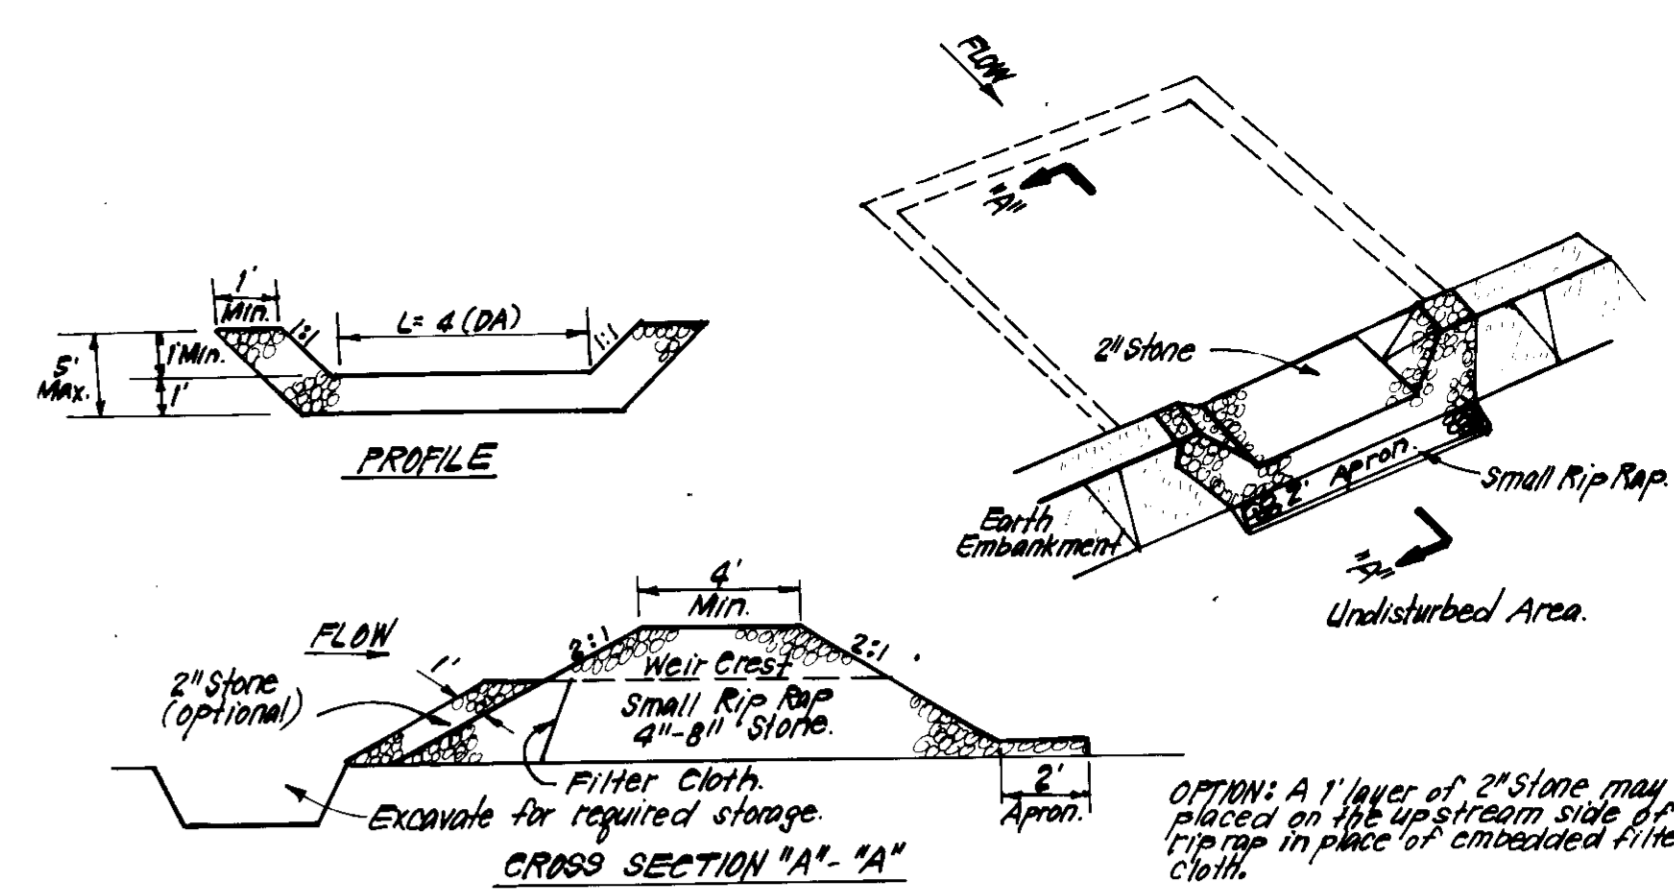 FLOW
"A"
1'
Min.
1:1
L= 4 (DA)
1:1
5'
Max.
1' Min.
1'
PROFILE
2" Stone
2' Apron.
Small Rip Rap.
Earth
Embankment
"A"
Undisturbed Area.
4'
Min.
FLOW
2:1
2:1
1'
Weir Crest
2" Stone
(optional)
Small Rip Rap
4"-8" Stone.
Filter Cloth.
Excavate for required storage.
2'
Apron.
CROSS SECTION "A"-"A"
OPTION: A 1' layer of 2" Stone may
placed on the upstream side of
rip rap in place of embedded filte
cloth.